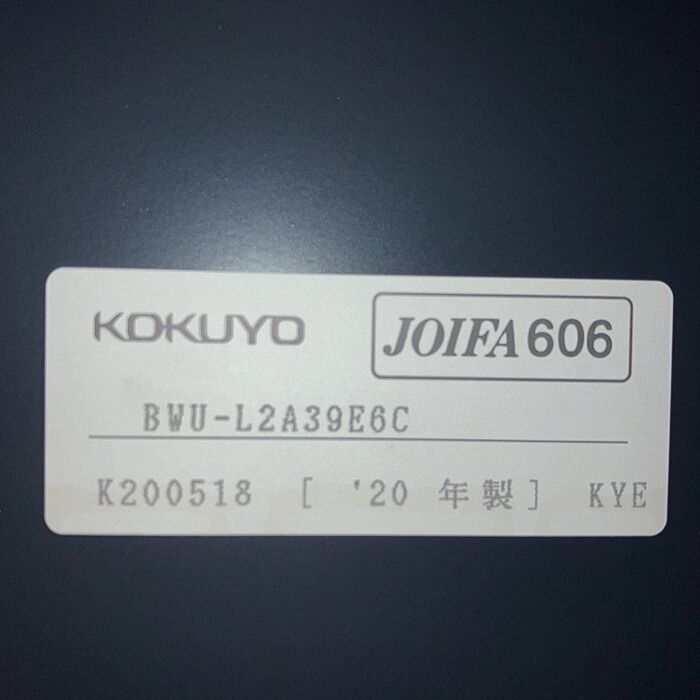 KOKUYO JOIFA606
BWU-L2A39E6C
K200518 [ '20 年製] KYE